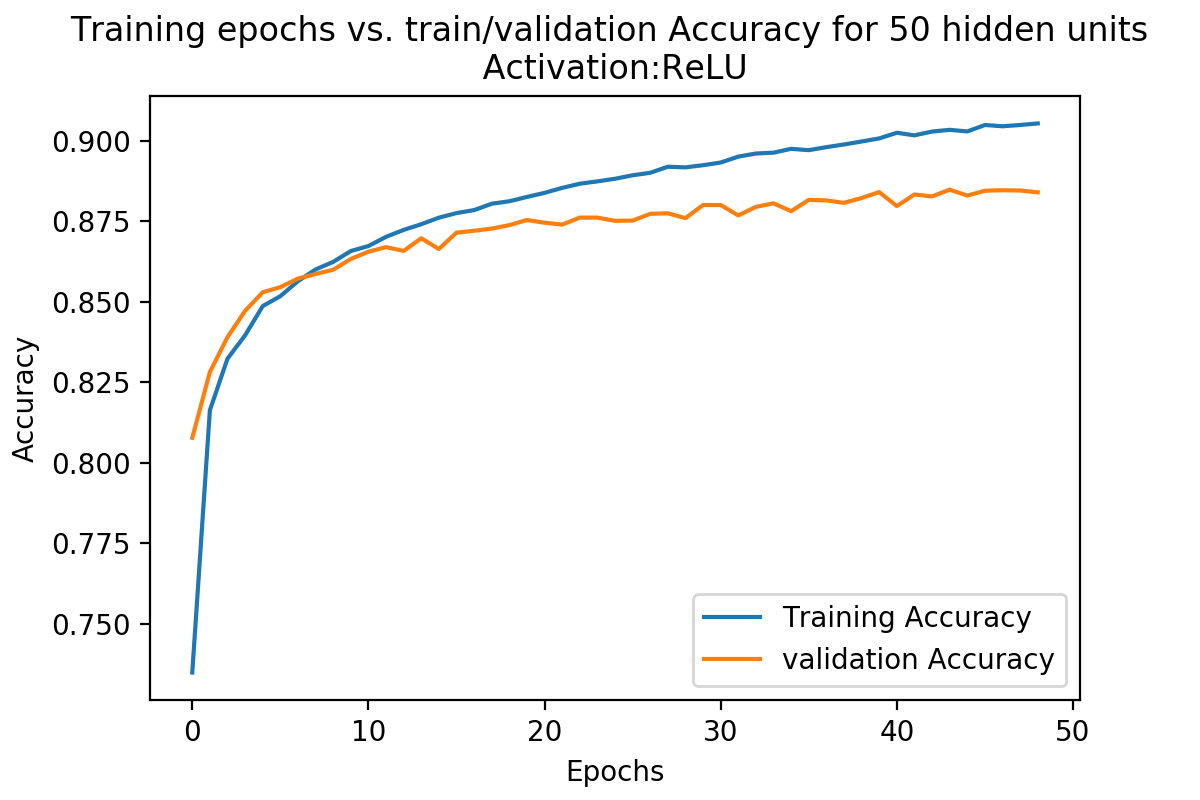 Training epochs vs. train/validation Accuracy for 50 hidden units
Activation:ReLU
0.900
0.875
0.850
0.825
0.800
0.775
0.750
Accuracy
Training Accuracy
validation Accuracy
0 10 20 30 40 50
Epochs